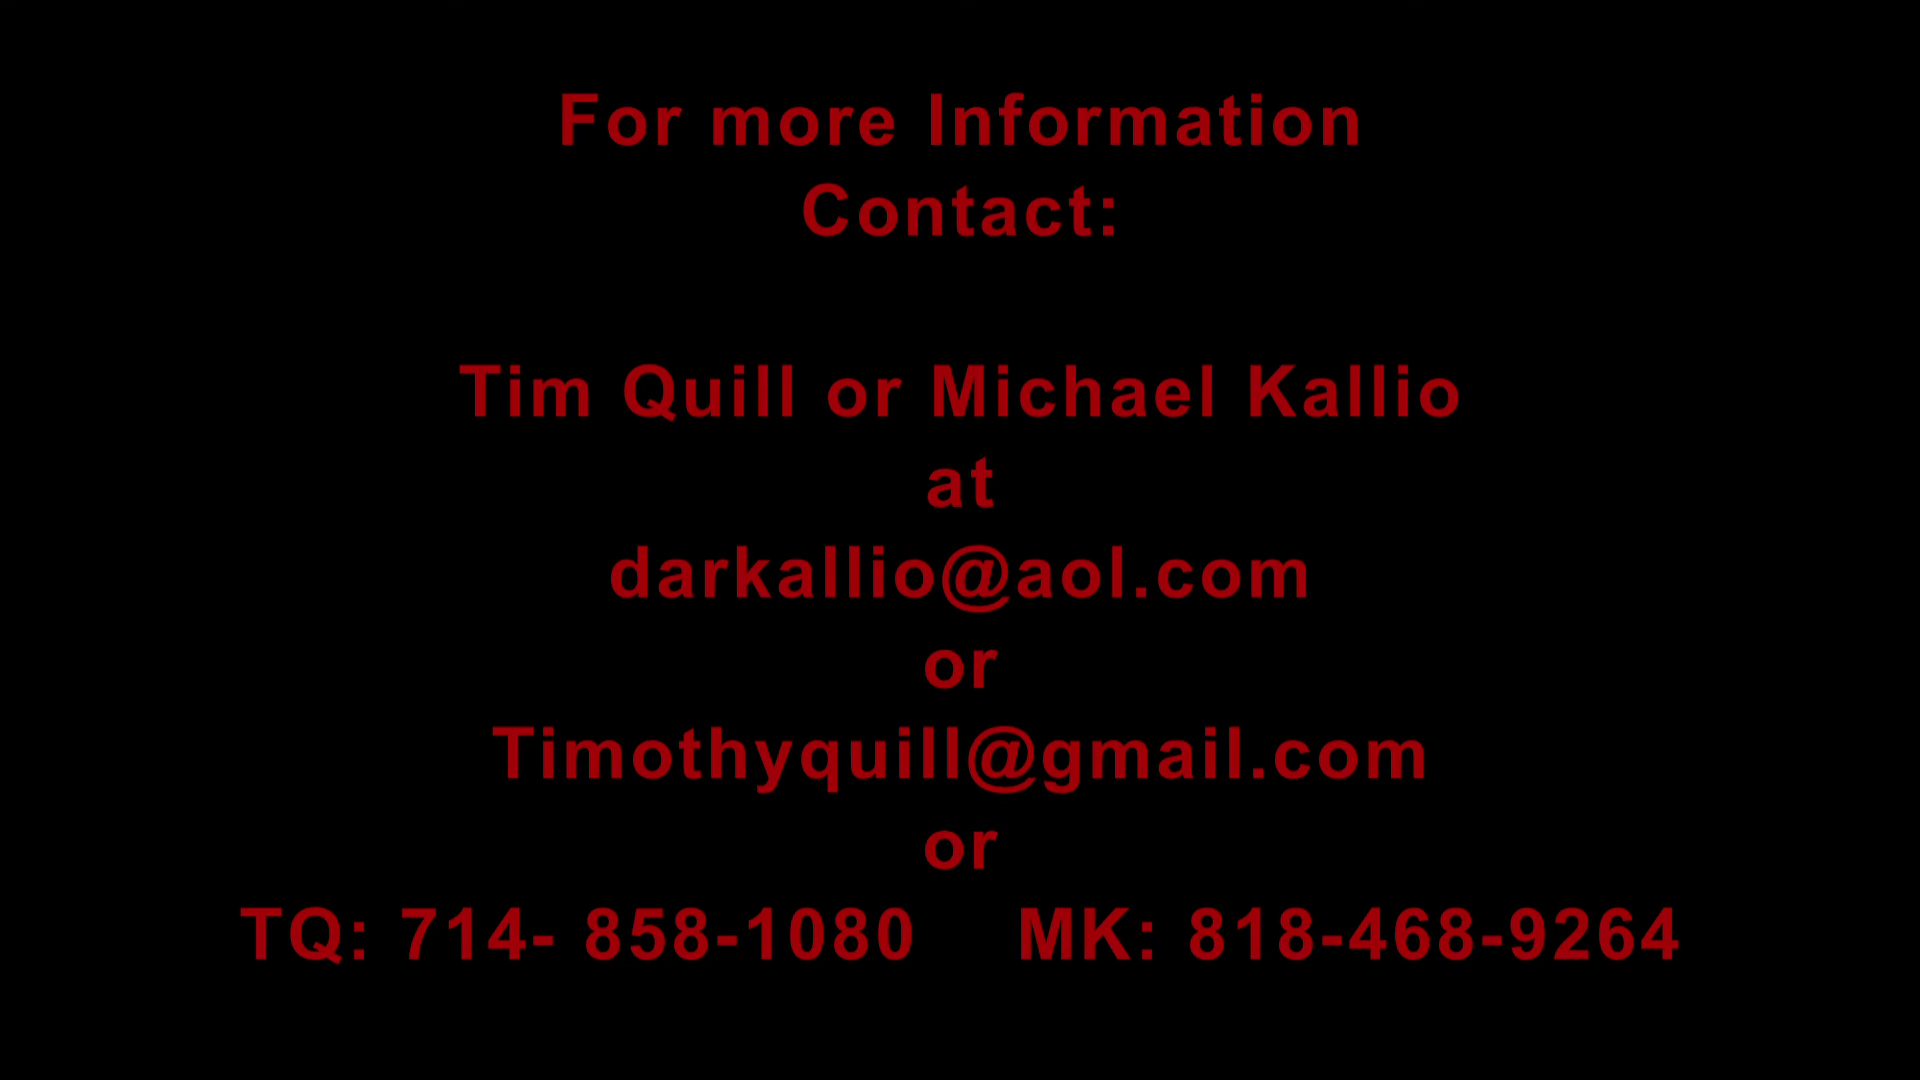 For more Information
Contact:
Tim Quill or Michael Kallio
at
darkallio@aol.com
or
Timothyquill@gmail.com
or
TQ: 714- 858-1080 MK: 818-468-9264